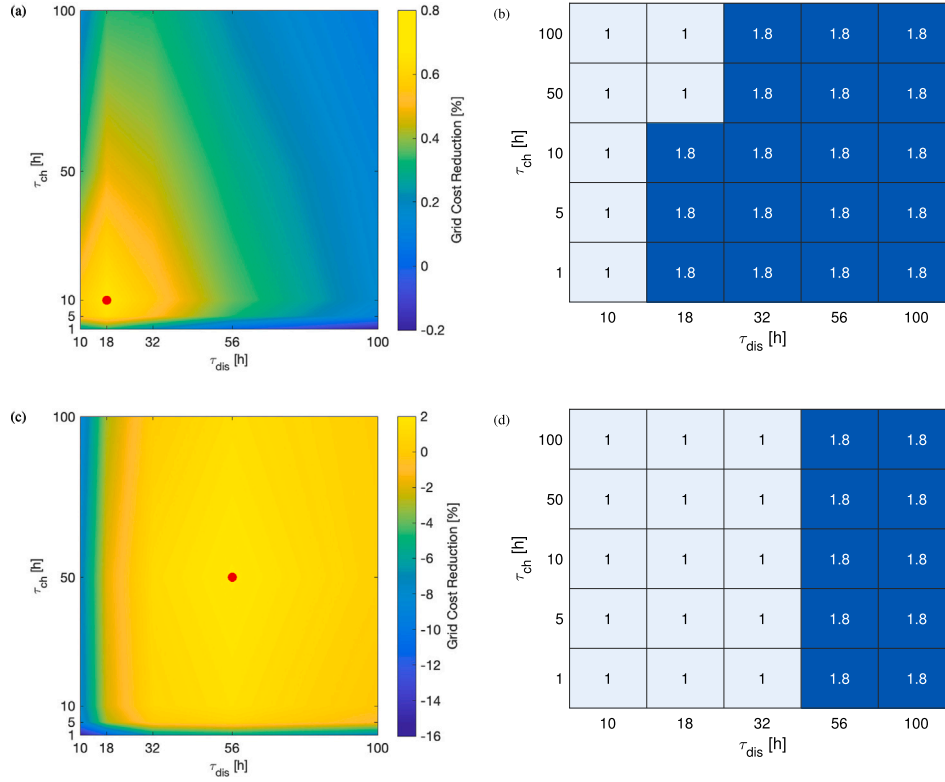 (a)
100
50
10
5
1
τch [h]
10 18 32 56 100
τdis [h]
0.8
0.6
0.4
0.2
0
-0.2
Grid Cost Reduction [%]
(b)
100 1 1 1.8 1.8 1.8
50 1 1 1.8 1.8 1.8
10 1 1.8 1.8 1.8 1.8
5 1 1.8 1.8 1.8 1.8
1 1 1.8 1.8 1.8 1.8
τch [h]
10 18 32 56 100
τdis [h]
(c)
100
50
10
5
1
τch [h]
10 18 32 56 100
τdis [h]
2
0
-2
-4
-6
-8
-10
-12
-14
-16
Grid Cost Reduction [%]
(d)
100 1 1 1 1.8 1.8
50 1 1 1 1.8 1.8
10 1 1 1 1.8 1.8
5 1 1 1 1.8 1.8
1 1 1 1 1.8 1.8
τch [h]
10 18 32 56 100
τdis [h]